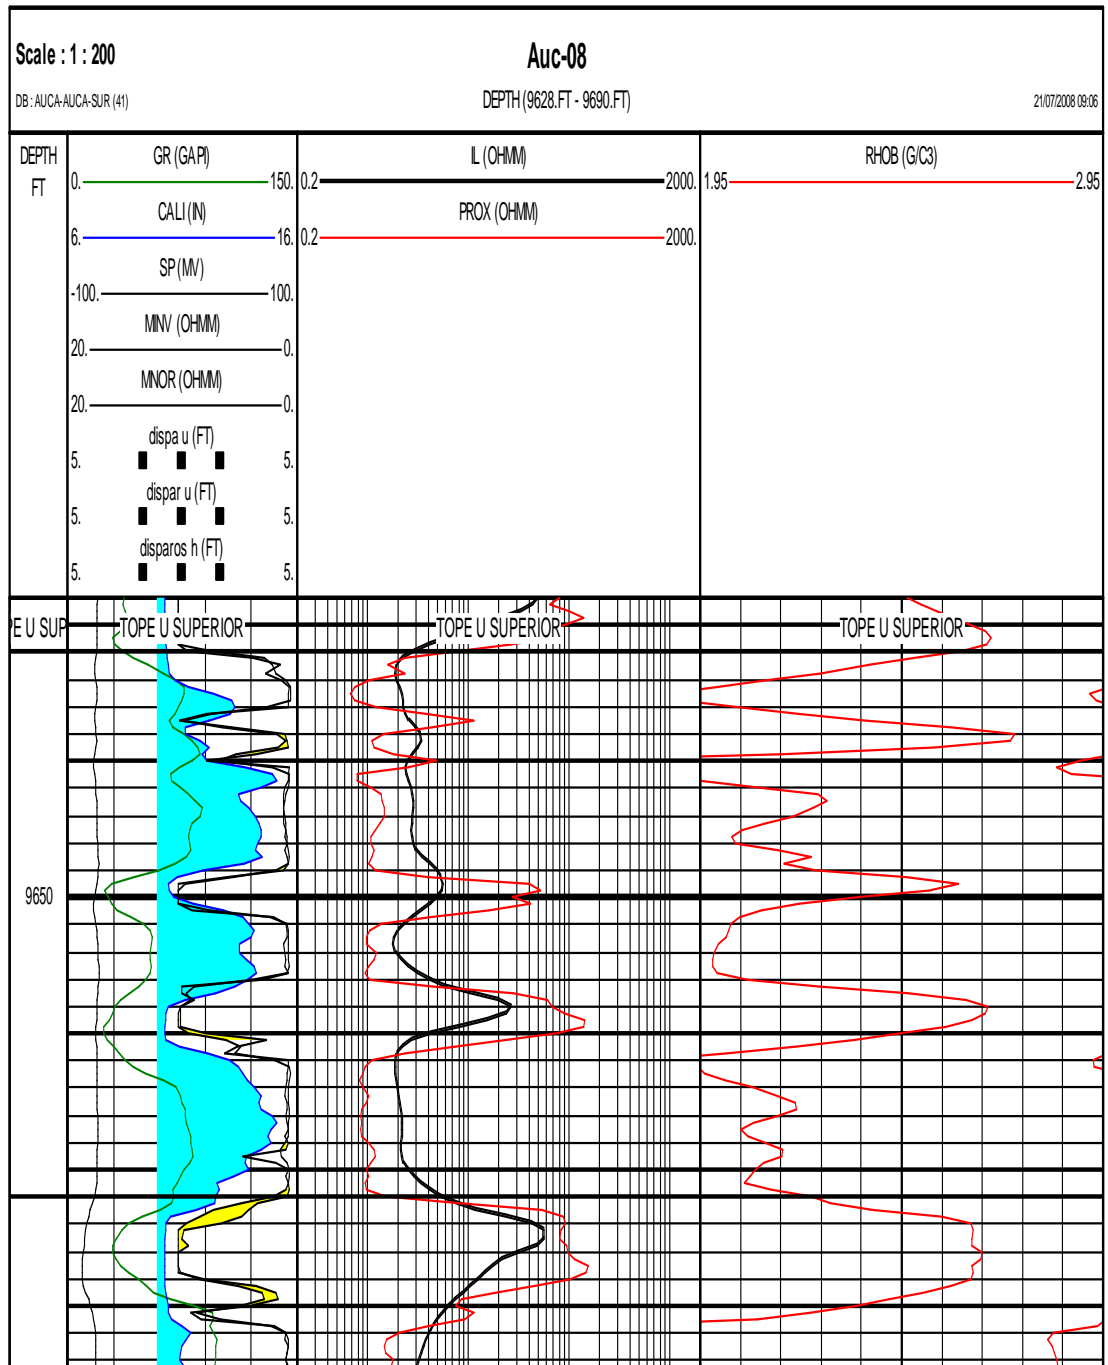 Scale : 1 : 200
Auc-08
DB : AUCA-AUCA-SUR (41)
DEPTH (9628.FT - 9690.FT)
21/07/2008 09:06
DEPTH
FT
GR (GAPI)
0. 150.
CALI (IN)
6. 16.
SP (MV)
-100. 100.
MINV (OHMM)
20. 0.
MNOR (OHMM)
20. 0.
dispa u (FT)
5. 5.
dispar u (FT)
5. 5.
disparos h (FT)
5. 5.
IL (OHMM)
0.2 2000.
PROX (OHMM)
0.2 2000.
RHOB (G/C3)
1.95 2.95
PE U SUP TOPE U SUPERIOR TOPE U SUPERIOR TOPE U SUPERIOR
9650